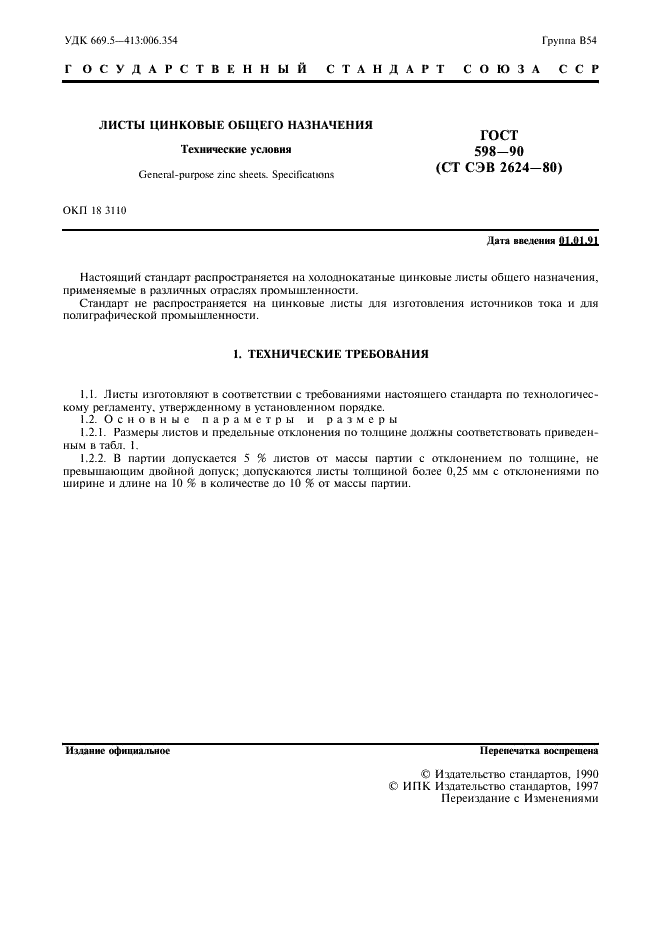 УДК 669.5—413:006.354 Группа В54
ГОСУДАРСТВЕННЫЙ СТАНДАРТ СОЮЗА ССР
ЛИСТЫ ЦИНКОВЫЕ ОБЩЕГО НАЗНАЧЕНИЯ
Технические условия
General-purpose zinc sheets. Specifications
ГОСТ
598—90
(СТ СЭВ 2624—80)
ОКП 18 3110
Дата введения 01.01.91
Настоящий стандарт распространяется на холоднокатаные цинковые листы общего назначения,
применяемые в различных отраслях промышленности.
Стандарт не распространяется на цинковые листы для изготовления источников тока и для
полиграфической промышленности.
1. ТЕХНИЧЕСКИЕ ТРЕБОВАНИЯ
1.1. Листы изготовляют в соответствии с требованиями настоящего стандарта по технологичес-
кому регламенту, утвержденному в установленном порядке.
1.2. Основные параметры и размеры
1.2.1. Размеры листов и предельные отклонения по толщине должны соответствовать приведен-
ным в табл. 1.
1.2.2. В партии допускается 5 % листов от массы партии с отклонением по толщине, не
превышающим двойной допуск; допускаются листы толщиной более 0,25 мм с отклонениями по
ширине и длине на 10 % в количестве до 10 % от массы партии.
Издание официальное Перепечатка воспрещена
© Издательство стандартов, 1990
© ИПК Издательство стандартов, 1997
Переиздание с Изменениями